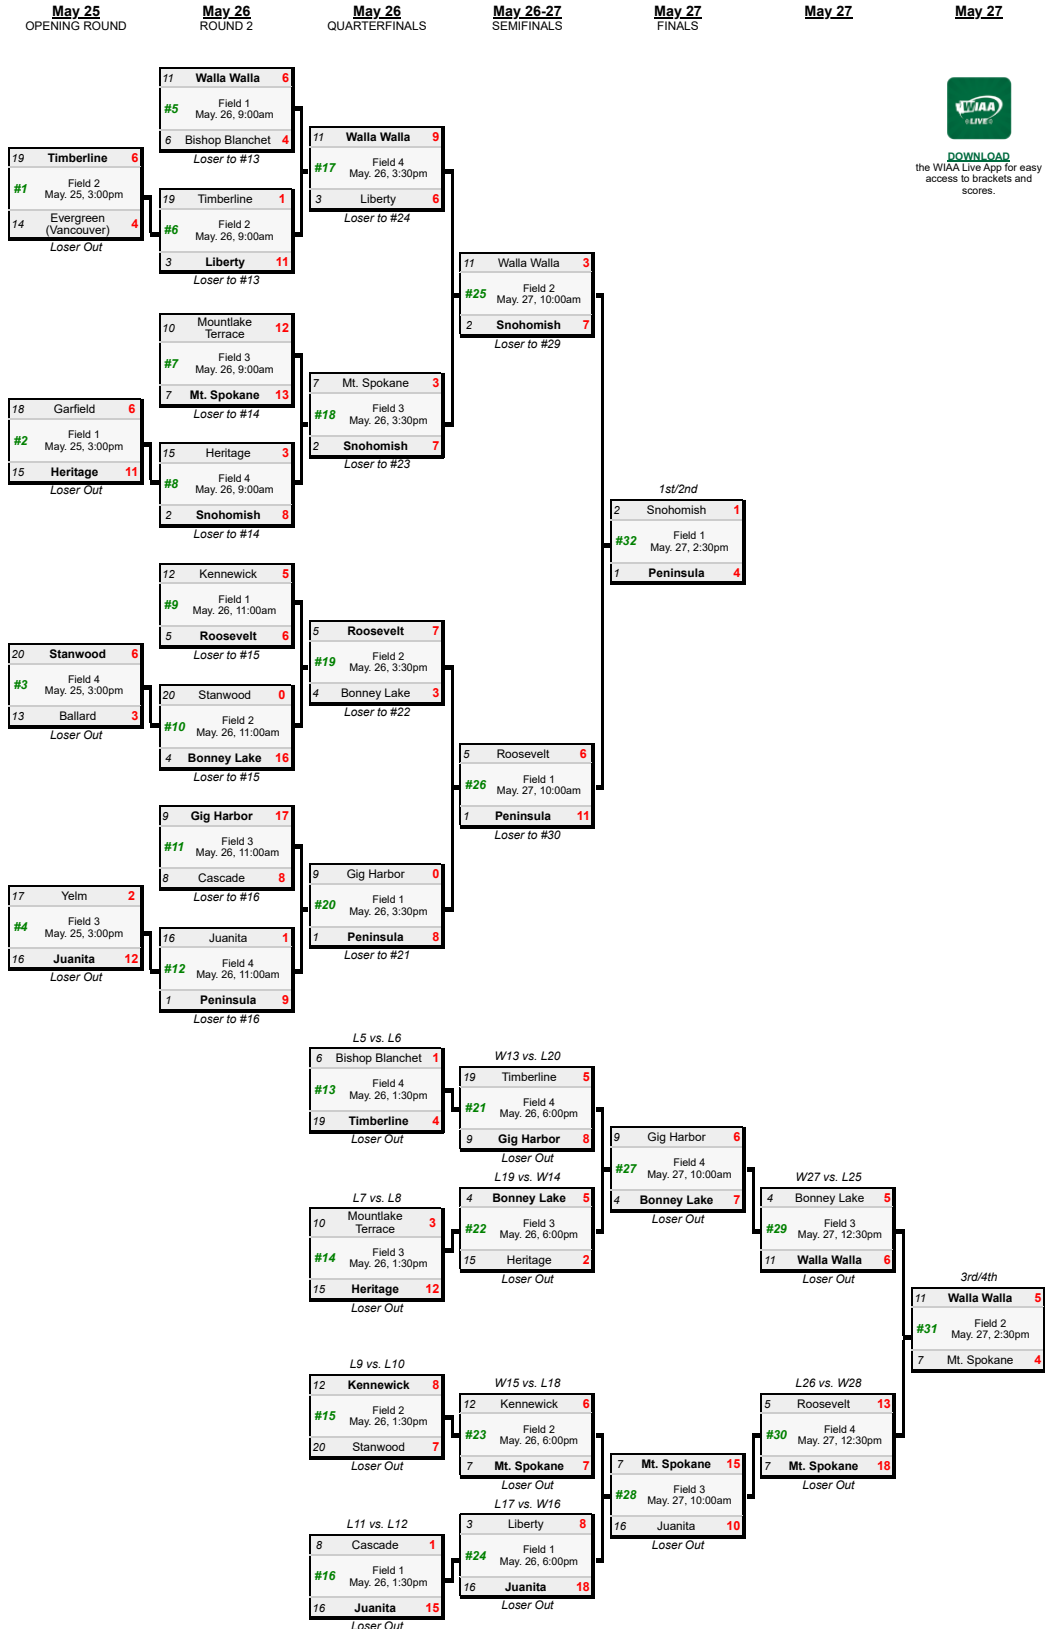 May 25
OPENING ROUND
May 26
ROUND 2
May 26
QUARTERFINALS
May 26-27
SEMIFINALS
May 27
FINALS
May 27
May 27
WIAA
LIVE
DOWNLOAD
the WIAA Live App for easy
access to brackets and
scores.
19 Timberline 6
#1 Field 2
May. 25, 3:00pm
14 Evergreen
(Vancouver) 4
Loser Out
18 Garfield 6
#2 Field 1
May. 25, 3:00pm
15 Heritage 11
Loser Out
20 Stanwood 6
#3 Field 4
May. 25, 3:00pm
13 Ballard 3
Loser Out
17 Yelm 2
#4 Field 3
May. 25, 3:00pm
16 Juanita 12
Loser Out
11 Walla Walla 6
#5 Field 1
May. 26, 9:00am
6 Bishop Blanchet 4
Loser to #13
19 Timberline 1
#6 Field 2
May. 26, 9:00am
3 Liberty 11
Loser to #13
10 Mountlake
Terrace 12
#7 Field 3
May. 26, 9:00am
7 Mt. Spokane 13
Loser to #14
15 Heritage 3
#8 Field 4
May. 26, 9:00am
2 Snohomish 8
Loser to #14
12 Kennewick 5
#9 Field 1
May. 26, 11:00am
5 Roosevelt 6
Loser to #15
20 Stanwood 0
#10 Field 2
May. 26, 11:00am
4 Bonney Lake 16
Loser to #15
9 Gig Harbor 17
#11 Field 3
May. 26, 11:00am
8 Cascade 8
Loser to #16
16 Juanita 1
#12 Field 4
May. 26, 11:00am
1 Peninsula 9
Loser to #16
11 Walla Walla 9
#17 Field 4
May. 26, 3:30pm
3 Liberty 6
Loser to #24
7 Mt. Spokane 3
#18 Field 3
May. 26, 3:30pm
2 Snohomish 7
Loser to #23
5 Roosevelt 7
#19 Field 2
May. 26, 3:30pm
4 Bonney Lake 3
Loser to #22
9 Gig Harbor 0
#20 Field 1
May. 26, 3:30pm
1 Peninsula 8
Loser to #21
11 Walla Walla 3
#25 Field 2
May. 27, 10:00am
2 Snohomish 7
Loser to #29
5 Roosevelt 6
#26 Field 1
May. 27, 10:00am
1 Peninsula 11
Loser to #30
1st/2nd
2 Snohomish 1
#32 Field 1
May. 27, 2:30pm
1 Peninsula 4
L5 vs. L6
6 Bishop Blanchet 1
#13 Field 4
May. 26, 1:30pm
19 Timberline 4
Loser Out
L7 vs. L8
10 Mountlake
Terrace 3
#14 Field 3
May. 26, 1:30pm
15 Heritage 12
Loser Out
L9 vs. L10
12 Kennewick 8
#15 Field 2
May. 26, 1:30pm
20 Stanwood 7
Loser Out
L11 vs. L12
8 Cascade 1
#16 Field 1
May. 26, 1:30pm
16 Juanita 15
Loser Out
W13 vs. L20
19 Timberline 5
#21 Field 4
May. 26, 6:00pm
9 Gig Harbor 8
Loser Out
L19 vs. W14
4 Bonney Lake 5
#22 Field 3
May. 26, 6:00pm
15 Heritage 2
Loser Out
W15 vs. L18
12 Kennewick 6
#23 Field 2
May. 26, 6:00pm
7 Mt. Spokane 7
Loser Out
L17 vs. W16
3 Liberty 8
#24 Field 1
May. 26, 6:00pm
16 Juanita 18
Loser Out
9 Gig Harbor 6
#27 Field 4
May. 27, 10:00am
4 Bonney Lake 7
Loser Out
7 Mt. Spokane 15
#28 Field 3
May. 27, 10:00am
16 Juanita 10
Loser Out
W27 vs. L25
4 Bonney Lake 5
#29 Field 3
May. 27, 12:30pm
11 Walla Walla 6
Loser Out
L26 vs. W28
5 Roosevelt 13
#30 Field 4
May. 27, 12:30pm
7 Mt. Spokane 18
Loser Out
3rd/4th
11 Walla Walla 5
#31 Field 2
May. 27, 2:30pm
7 Mt. Spokane 4